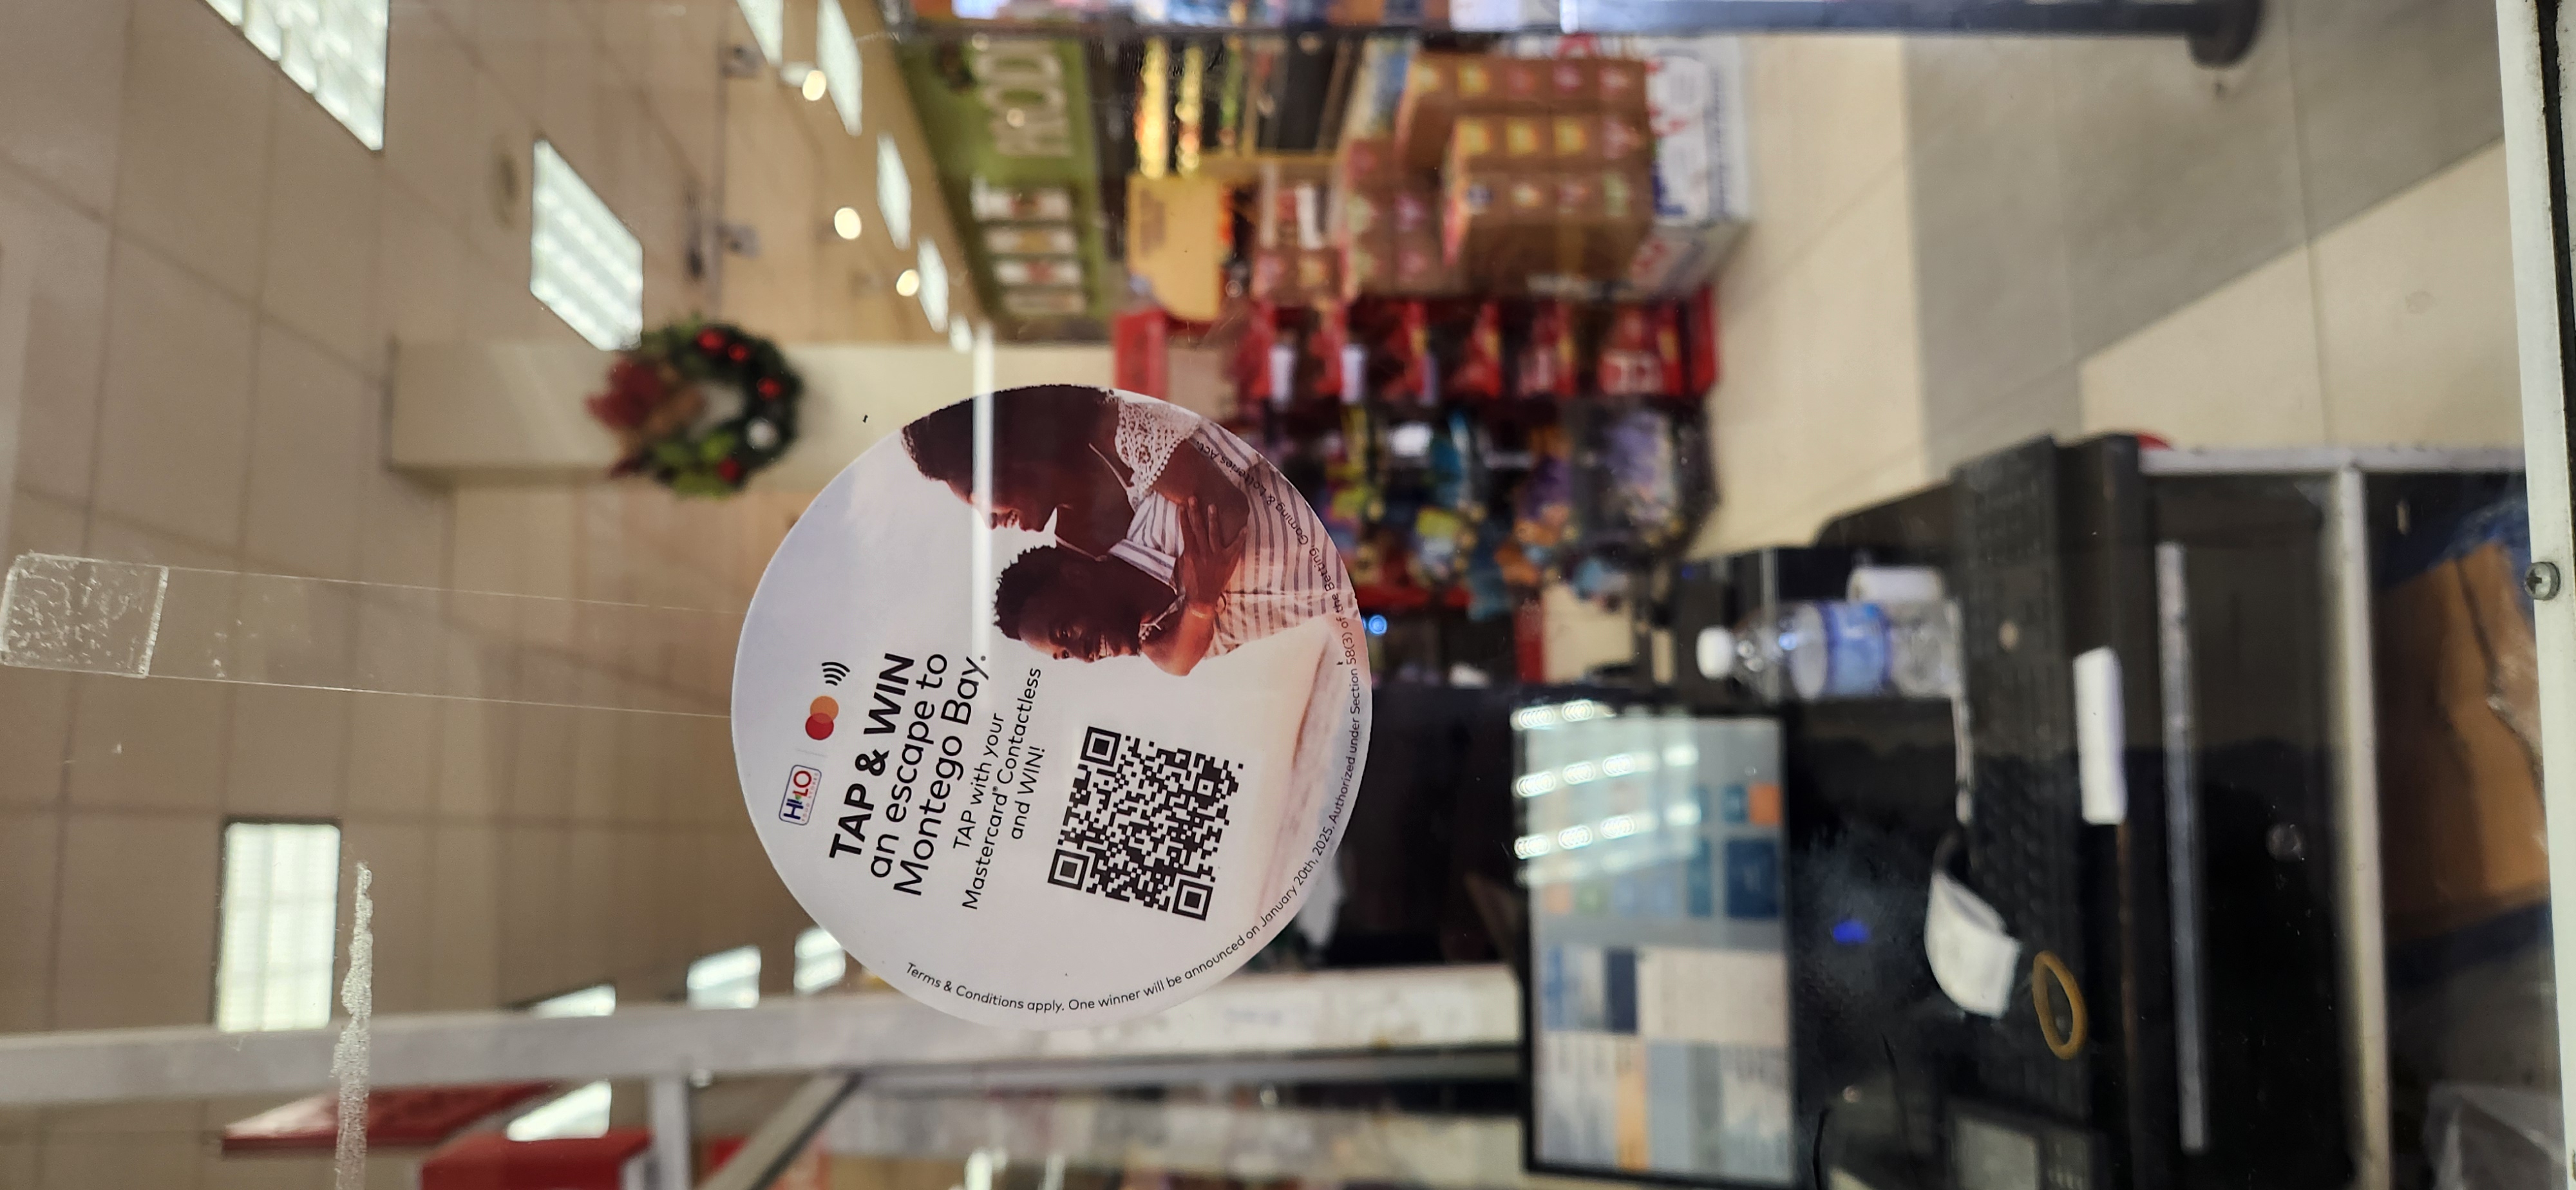 HI-LO
TAP & WIN
an escape to
Montego Bay.
TAP with your
Mastercard® Contactless
and WIN!
Terms & Conditions apply. One winner will be announced on January 20th, 2025. Authorized under Section 58(3) of the Betting, Gaming & Lotteries Act.